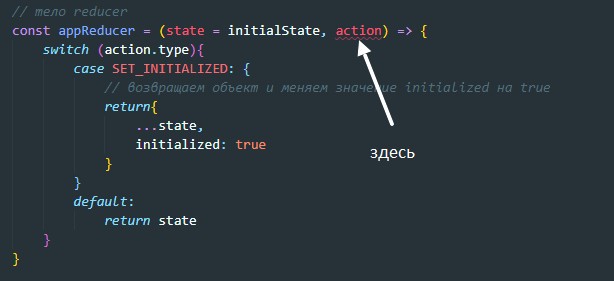 // тело reducer
const appReducer = (state = initialState, action) => {
switch (action.type){
case SET_INITIALIZED: {
// возвращаем объект и меняем значение initialized на true
return{
...state,
initialized: true
}
}
default:
return state
}
}
здесь